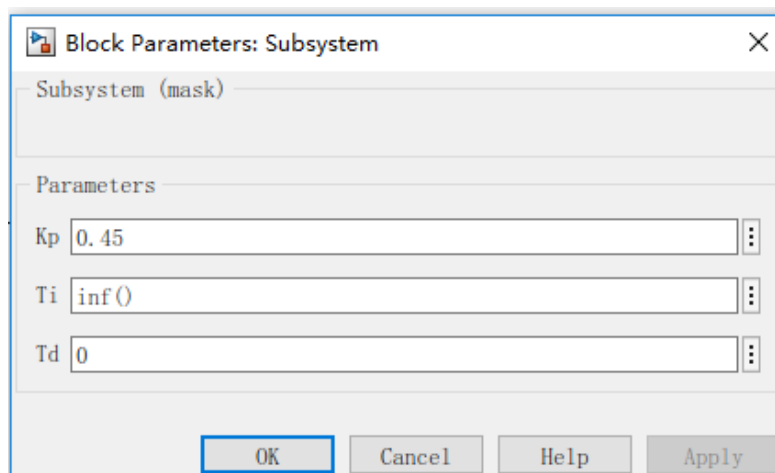 Block Parameters: Subsystem
Subsystem (mask)
Parameters
Kp 0.45
Ti inf()
Td 0
OK Cancel Help Apply